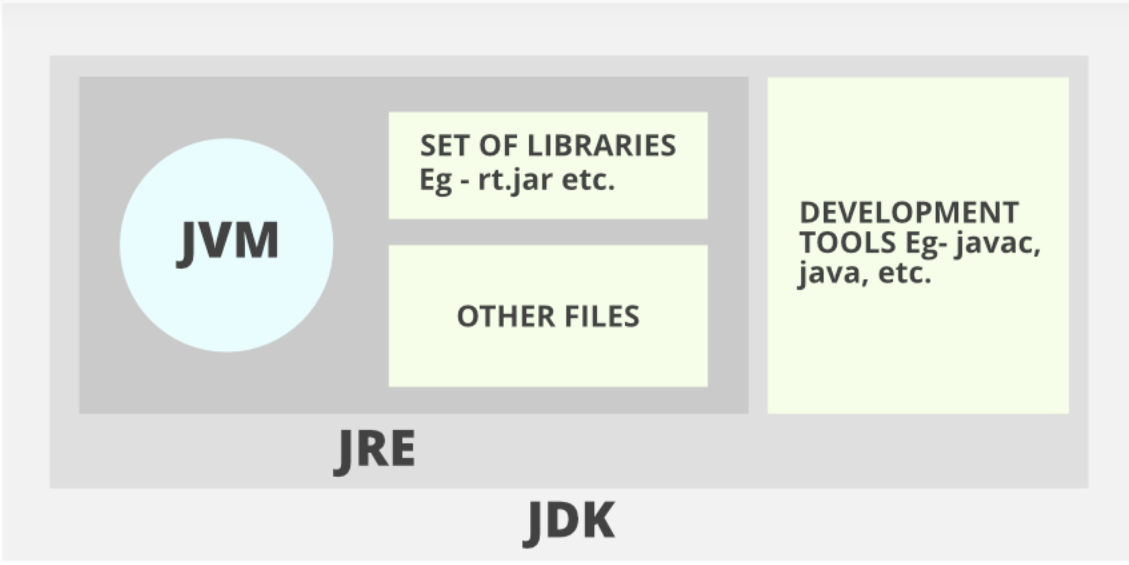 JVM
SET OF LIBRARIES
Eg - rt.jar etc.
OTHER FILES
DEVELOPMENT
TOOLS Eg- javac,
java, etc.
JRE
JDK